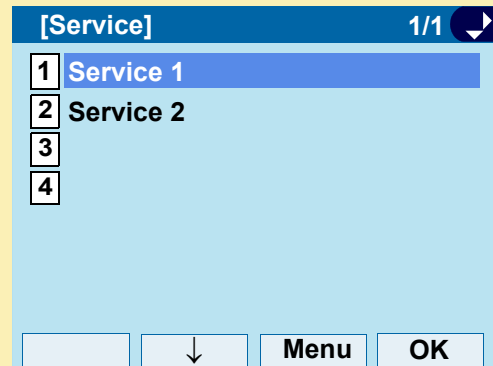 [Service] 1/1
1 Service 1
2 Service 2
3
4
↓ Menu OK